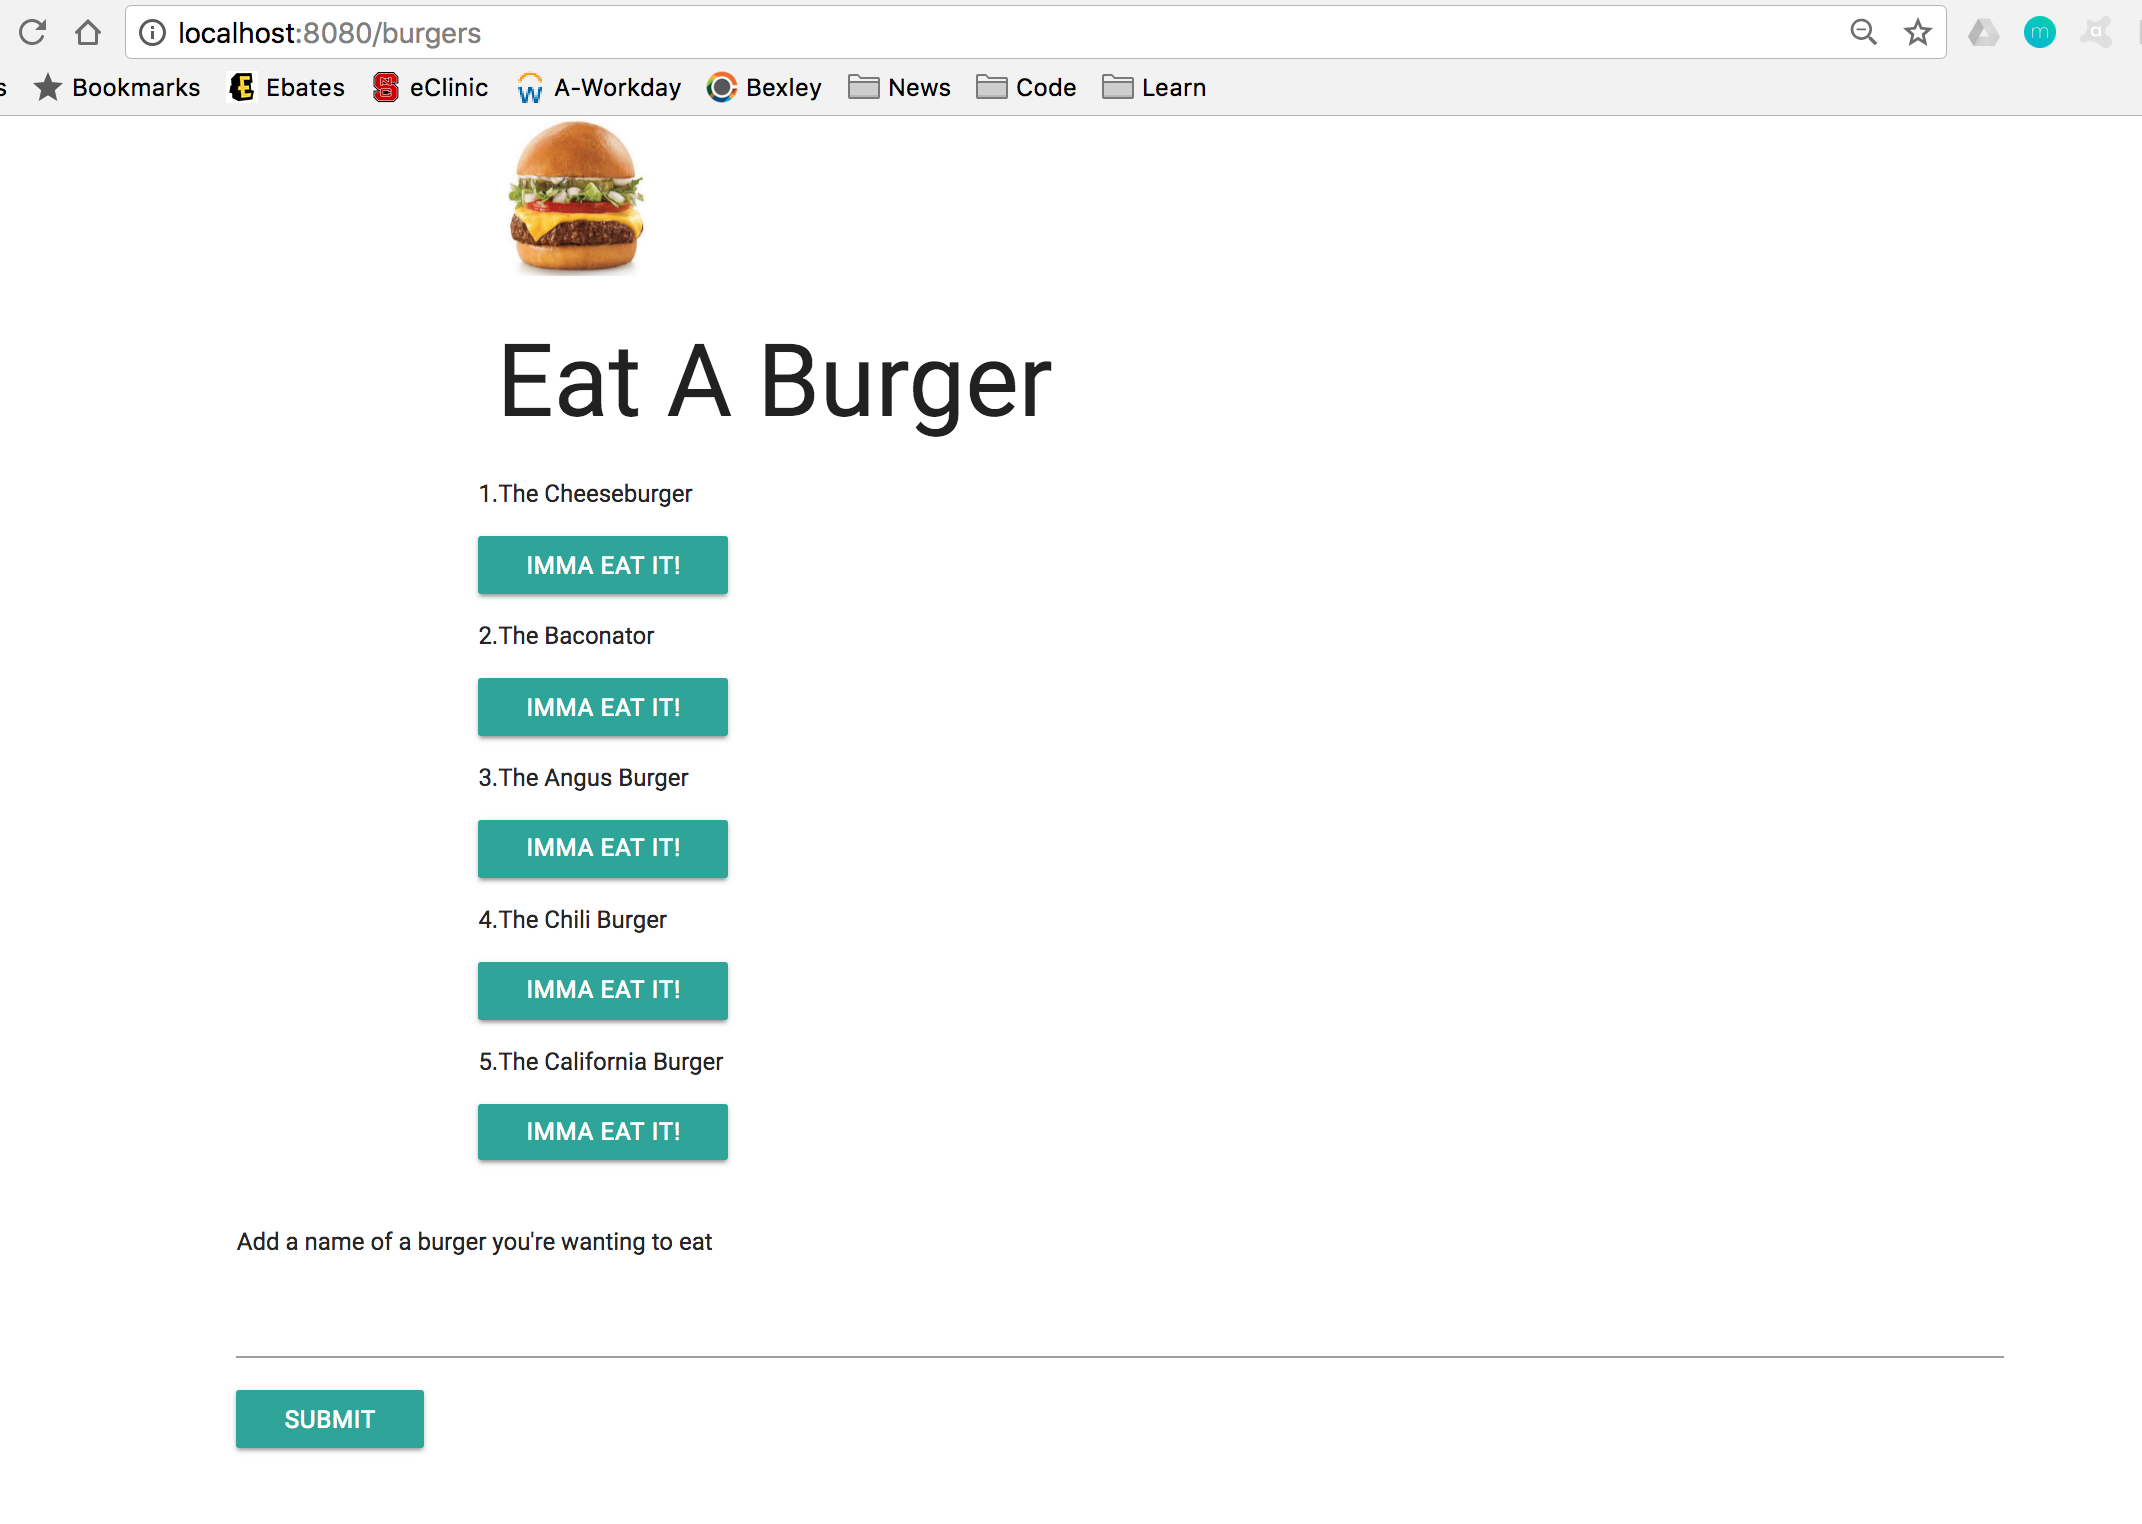 localhost:8080/burgers
s Bookmarks Ebates eClinic A-Workday Bexley News Code Learn
Eat A Burger
1.The Cheeseburger
IMMA EAT IT!
2.The Baconator
IMMA EAT IT!
3.The Angus Burger
IMMA EAT IT!
4.The Chili Burger
IMMA EAT IT!
5.The California Burger
IMMA EAT IT!
Add a name of a burger you're wanting to eat
SUBMIT